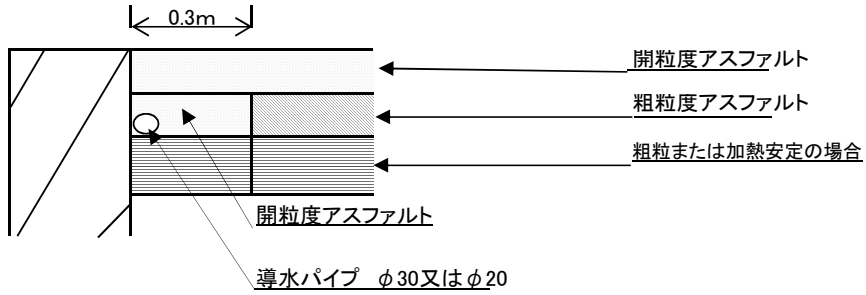 0.3m
開粒度アスファルト
粗粒度アスファルト
粗粒または加熱安定の場合
開粒度アスファルト
導水パイプ　φ30又はφ20